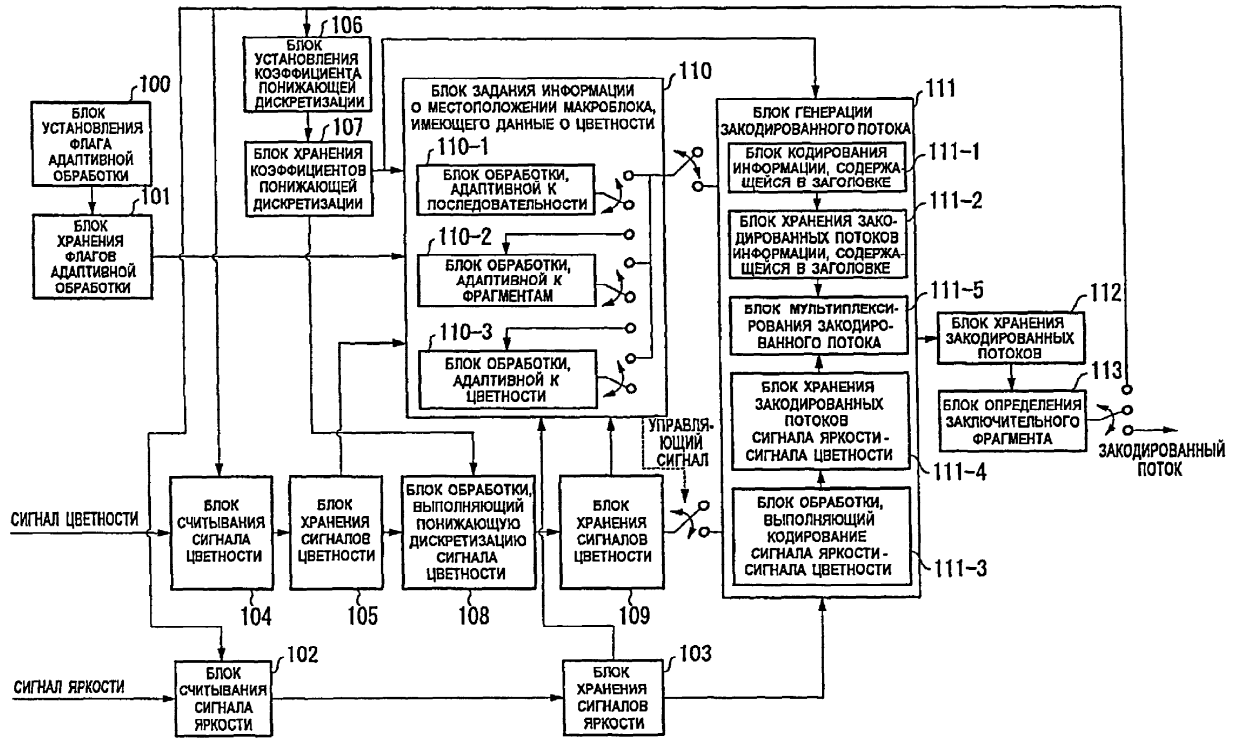 100
БЛОК
УСТАНОВЛЕНИЯ
ФЛАГА
АДАПТИВНОЙ
ОБРАБОТКИ
101
БЛОК
ХРАНЕНИЯ
ФЛАГОВ
АДАПТИВНОЙ
ОБРАБОТКИ
106
БЛОК
УСТАНОВЛЕНИЯ
КОЭФФИЦИЕНТА
ПОНИЖАЮЩЕЙ
ДИСКРЕТИЗАЦИИ
107
БЛОК ХРАНЕНИЯ
КОЭФФИЦИЕНТОВ
ПОНИЖАЮЩЕЙ
ДИСКРЕТИЗАЦИИ
110
БЛОК ЗАДАНИЯ ИНФОРМАЦИИ
О МЕСТОПОЛОЖЕНИИ МАКРОБЛОКА,
ИМЕЮЩЕГО ДАННЫЕ О ЦВЕТНОСТИ
110-1
БЛОК ОБРАБОТКИ,
АДАПТИВНОЙ К
ПОСЛЕДОВАТЕЛЬНОСТИ
110-2
БЛОК ОБРАБОТКИ,
АДАПТИВНОЙ К
ФРАГМЕНТАМ
110-3
БЛОК ОБРАБОТКИ,
АДАПТИВНОЙ К
ЦВЕТНОСТИ
УПРАВЛЯ-
ЮЩИЙ
СИГНАЛ
111
БЛОК ГЕНЕРАЦИИ
ЗАКОДИРОВАННОГО ПОТОКА
БЛОК КОДИРОВАНИЯ
ИНФОРМАЦИИ, СОДЕРЖА-
ЩЕЙСЯ В ЗАГОЛОВКЕ
111-1
111-2
БЛОК ХРАНЕНИЯ ЗАКО-
ДИРОВАННЫХ ПОТОКОВ
ИНФОРМАЦИИ, СОДЕРЖА-
ЩЕЙСЯ В ЗАГОЛОВКЕ
111-5
БЛОК МУЛЬТИПЛЕКСИ-
РОВАНИЯ ЗАКОДИРО-
ВАННОГО ПОТОКА
БЛОК ХРАНЕНИЯ
ЗАКОДИРОВАННЫХ
ПОТОКОВ
СИГНАЛА ЯРКОСТИ-
СИГНАЛА ЦВЕТНОСТИ
111-4
БЛОК ОБРАБОТКИ,
ВЫПОЛНЯЮЩИЙ
КОДИРОВАНИЕ
СИГНАЛА ЯРКОСТИ-
СИГНАЛА ЦВЕТНОСТИ
111-3
112
БЛОК ХРАНЕНИЯ
ЗАКОДИРОВАННЫХ
ПОТОКОВ
113
БЛОК ОПРЕДЕЛЕНИЯ
ЗАКЛЮЧИТЕЛЬНОГО
ФРАГМЕНТА
ЗАКОДИРОВАННЫЙ
ПОТОК
СИГНАЛ ЦВЕТНОСТИ
БЛОК
СЧИТЫВАНИЯ
СИГНАЛА
ЦВЕТНОСТИ
104
БЛОК
ХРАНЕНИЯ
СИГНАЛОВ
ЦВЕТНОСТИ
105
БЛОК ОБРАБОТКИ,
ВЫПОЛНЯЮЩИЙ
ПОНИЖАЮЩУЮ
ДИСКРЕТИЗАЦИЮ
СИГНАЛА
ЦВЕТНОСТИ
108
БЛОК
ХРАНЕНИЯ
СИГНАЛОВ
ЦВЕТНОСТИ
109
СИГНАЛ ЯРКОСТИ
102
БЛОК
СЧИТЫВАНИЯ
СИГНАЛА
ЯРКОСТИ
103
БЛОК
ХРАНЕНИЯ
СИГНАЛОВ
ЯРКОСТИ